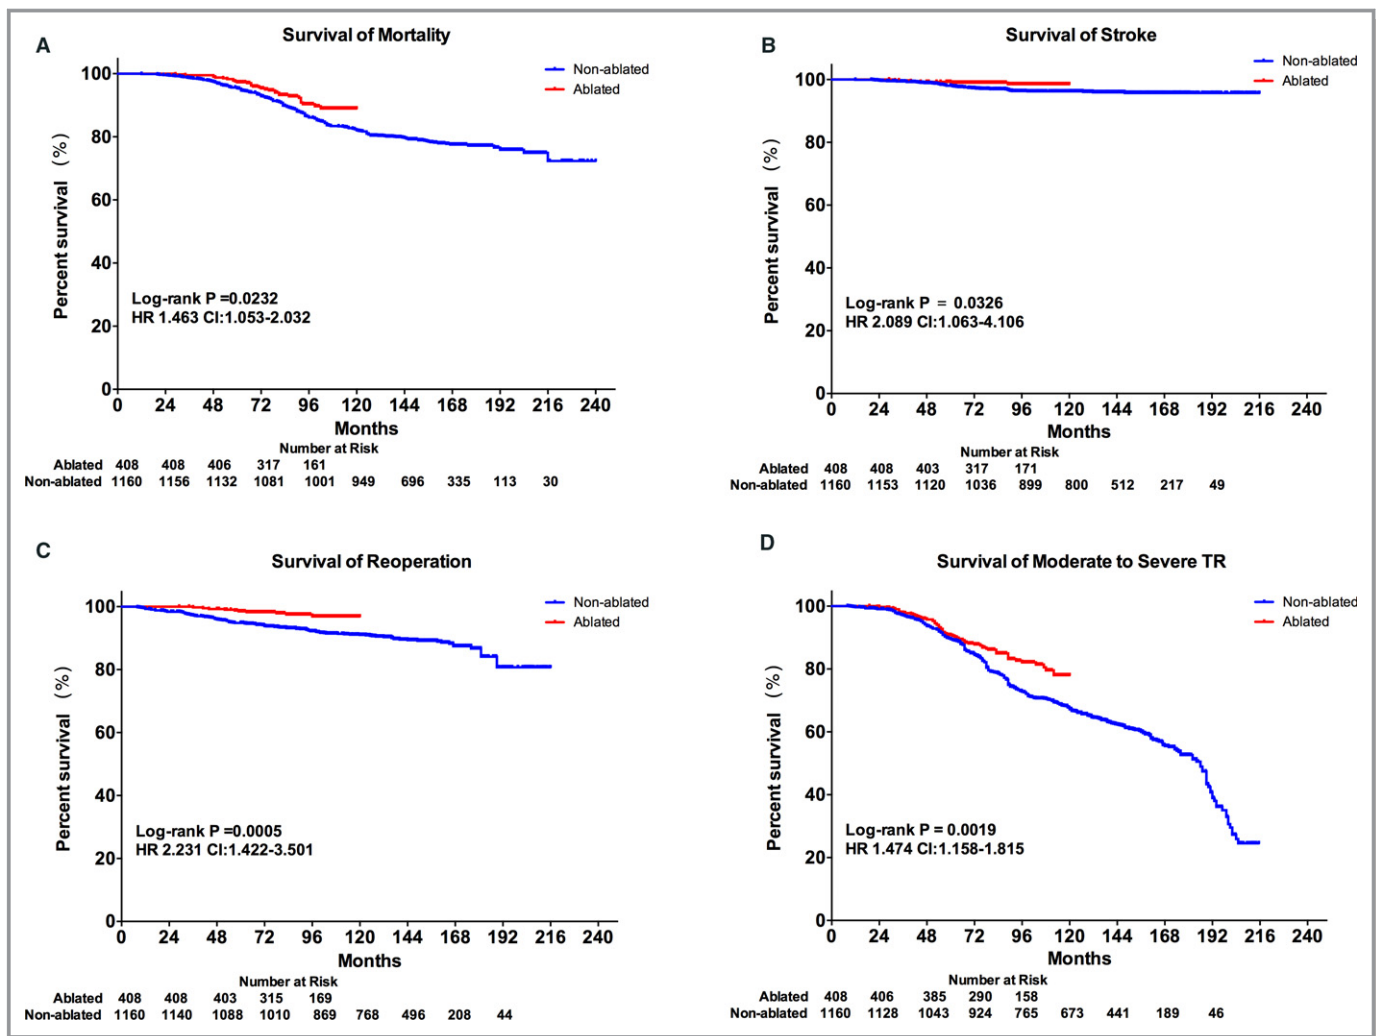 A
Survival of Mortality
Non-ablated
Ablated
Percent survival (%)
100
80
60
40
20
0
Log-rank P =0.0232
HR 1.463 CI:1.053-2.032
0 24 48 72 96 120 144 168 192 216 240
Months
Number at Risk
Ablated 408 408 406 317 161
Non-ablated 1160 1156 1132 1081 1001 949 696 335 113 30
B
Survival of Stroke
Non-ablated
Ablated
Percent survival (%)
100
80
60
40
20
0
Log-rank P = 0.0326
HR 2.089 CI:1.063-4.106
0 24 48 72 96 120 144 168 192 216 240
Months
Number at Risk
Ablated 408 408 403 317 171
Non-ablated 1160 1153 1120 1036 899 800 512 217 49
C
Survival of Reoperation
Non-ablated
Ablated
Percent survival (%)
100
80
60
40
20
0
Log-rank P =0.0005
HR 2.231 CI:1.422-3.501
0 24 48 72 96 120 144 168 192 216 240
Months
Number at Risk
Ablated 408 408 403 315 169
Non-ablated 1160 1140 1088 1010 869 768 496 208 44
D
Survival of Moderate to Severe TR
Non-ablated
Ablated
Percent survival (%)
100
80
60
40
20
0
Log-rank P = 0.0019
HR 1.474 CI:1.158-1.815
0 24 48 72 96 120 144 168 192 216 240
Months
Number at Risk
Ablated 408 406 385 290 158
Non-ablated 1160 1128 1043 924 765 673 441 189 46